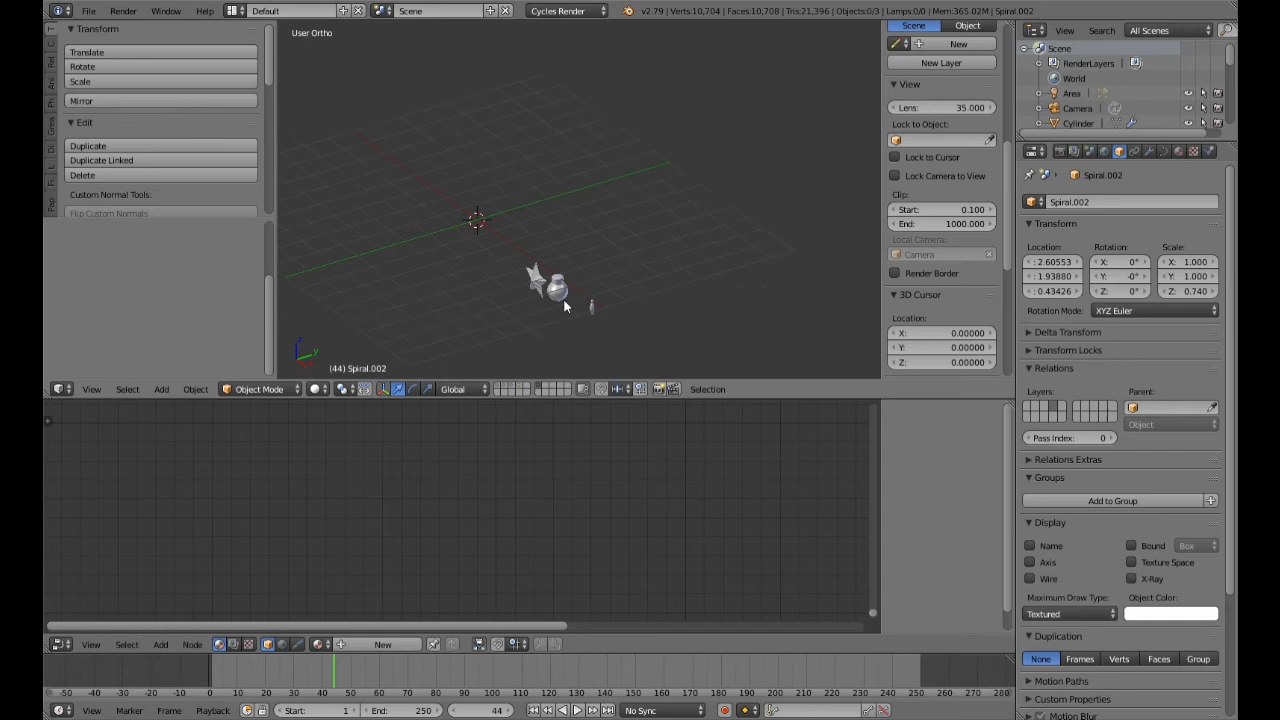 File Render Window Help Default Scene Cycles Render v2.79 | Verts:10,704 | Faces:10,708 | Tris:21,396 | Objects:0/3 | Lamps:0/0 | Mem:365.02M | Spiral.002
Transform
Translate
Rotate
Scale
Mirror
Edit
Duplicate
Duplicate Linked
Delete
Custom Normal Tools:
Flip Custom Normals
User Ortho
(44) Spiral.002
Scene Object
New
New Layer
View
Lens: 35.000
Lock to Object:
Lock to Cursor
Lock Camera to View
Clip:
Start: 0.100
End: 1000.000
Local Camera:
Camera
Render Border
3D Cursor
Location:
X: 0.00000
Y: 0.00000
Z: 0.00000
View Search All Scenes
Scene
RenderLayers
World
Area
Camera
Cylinder
Spiral.002
Spiral.002
Transform
Location: Rotation: Scale:
: 2.60553 X: 0° X: 1.000
: 1.93880 Y: -0° Y: 1.000
: 0.43426 Z: 0° Z: 0.740
Rotation Mode: XYZ Euler
Delta Transform
Transform Locks
Relations
Layers: Parent:
Object
Pass Index: 0
Relations Extras
Groups
Add to Group
Display
Name Bound Box
Axis Texture Space
Wire X-Ray
Maximum Draw Type: Object Color:
Textured
Duplication
None Frames Verts Faces Group
Motion Paths
Custom Properties
Motion Blur
View Select Add Object Object Mode Global Selection
View Select Add Node New
-50 -40 -30 -20 -10 0 10 20 30 40 50 60 70 80 90 100 110 120 130 140 150 160 170 180 190 200 210 220 230 240 250 260 270 280
View Marker Frame Playback Start: 1 End: 250 44 No Sync